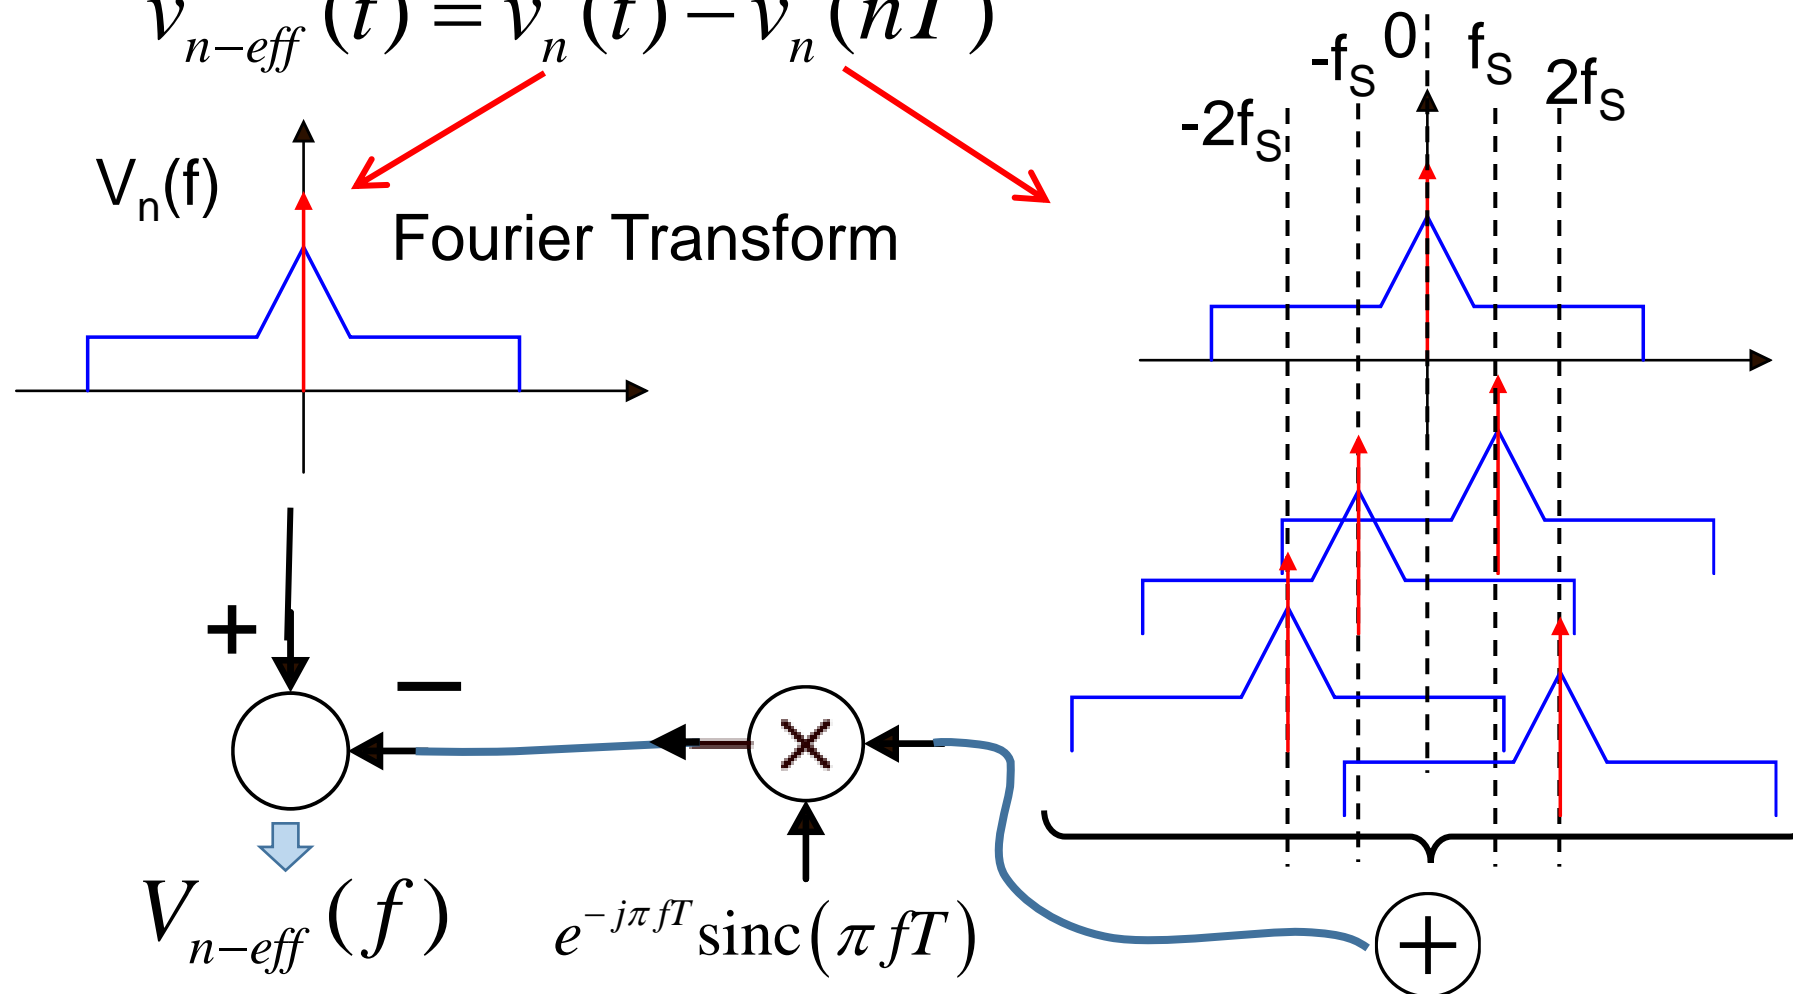 v_{n-eff}(t) = v_n(t) - v_n(nT)
-2f_S -f_S 0 f_S 2f_S
V_n(f)
Fourier Transform
+
−
V_{n-eff}(f)
e^{-jπfT} sinc(πfT)